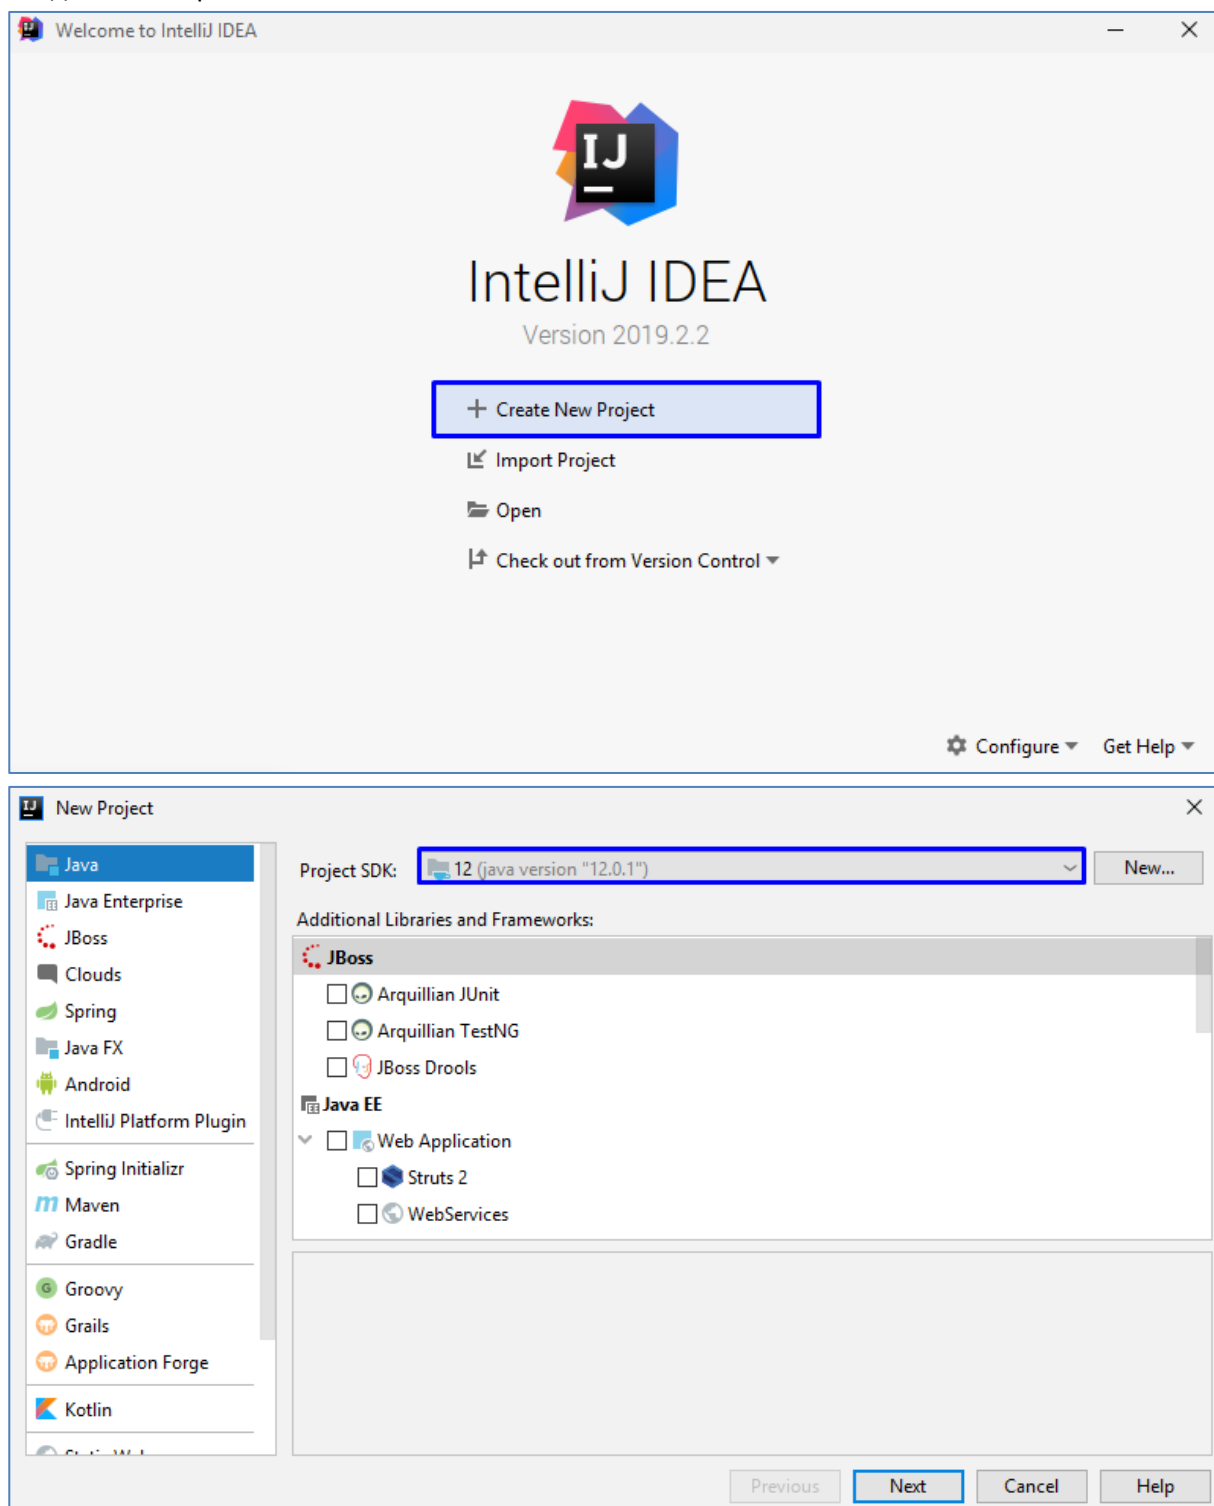 Welcome to IntelliJ IDEA
IJ
IntelliJ IDEA
Version 2019.2.2
Create New Project
Import Project
Open
Check out from Version Control
Configure Get Help
IJ New Project
Java
Project SDK: 12 (java version "12.0.1") New...
Java Enterprise
Additional Libraries and Frameworks:
JBoss
JBoss
Clouds
Arquillian JUnit
Spring
Arquillian TestNG
Java FX
JBoss Drools
Android
Java EE
IntelliJ Platform Plugin
Web Application
Spring Initializr
Struts 2
Maven
WebServices
Gradle
G Groovy
Grails
Application Forge
Kotlin
Previous Next Cancel Help